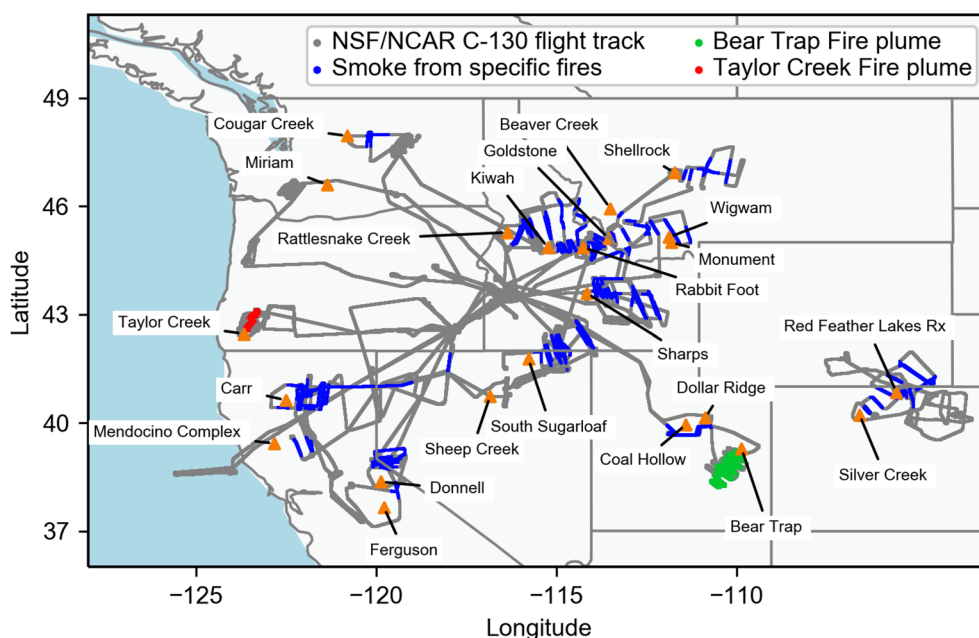 NSF/NCAR C-130 flight track
Smoke from specific fires
Bear Trap Fire plume
Taylor Creek Fire plume
49
46
43
40
37
Latitude
Cougar Creek
Miriam
Beaver Creek
Goldstone
Kiwah
Shellrock
Wigwam
Rattlesnake Creek
Monument
Rabbit Foot
Taylor Creek
Red Feather Lakes Rx
Sharps
Carr
Dollar Ridge
Mendocino Complex
South Sugarloaf
Sheep Creek
Coal Hollow
Silver Creek
Donnell
Bear Trap
Ferguson
−125
−120
−115
−110
Longitude